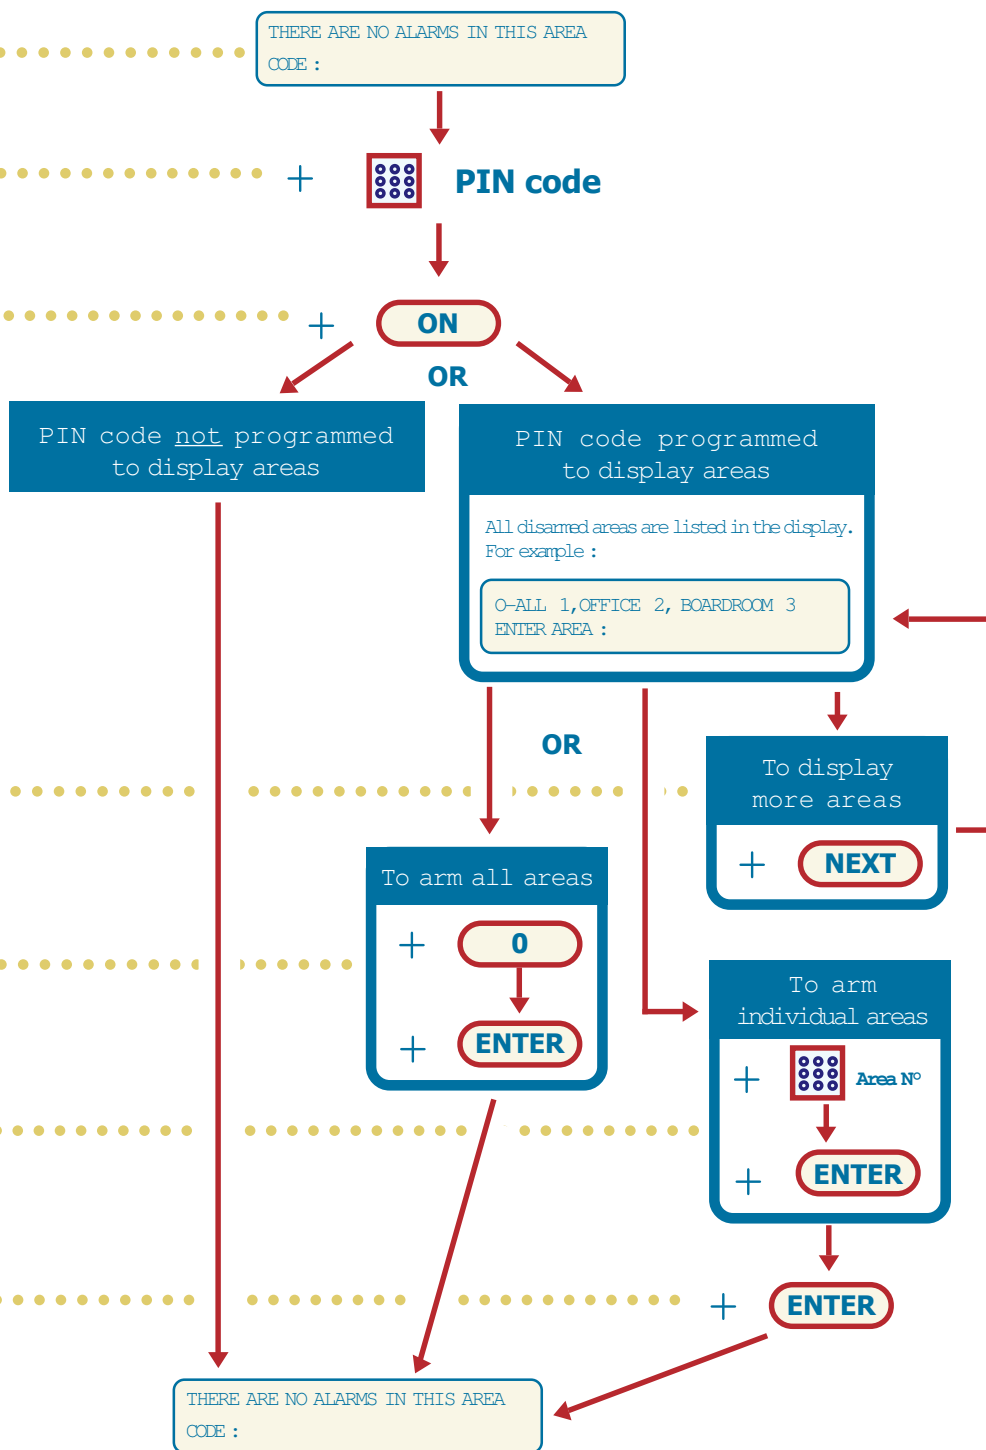 THERE ARE NO ALARMS IN THIS AREA
CODE :
PIN code
ON
OR
PIN code not programmed
to display areas
PIN code programmed
to display areas
All disarmed areas are listed in the display.
For example :
O-ALL 1,OFFICE 2, BOARDROOM 3
ENTER AREA :
OR
To display
more areas
NEXT
To arm all areas
0
ENTER
To arm
individual areas
Area N°
ENTER
ENTER
THERE ARE NO ALARMS IN THIS AREA
CODE :